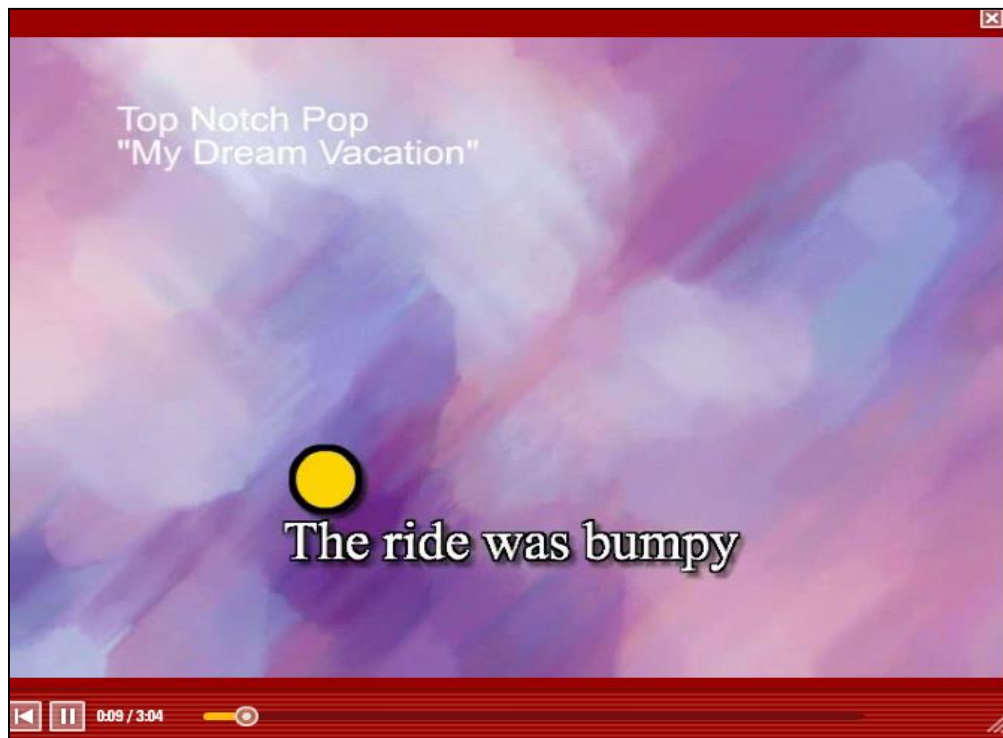 Top Notch Pop
"My Dream Vacation"
The ride was bumpy
0:09 / 3:04